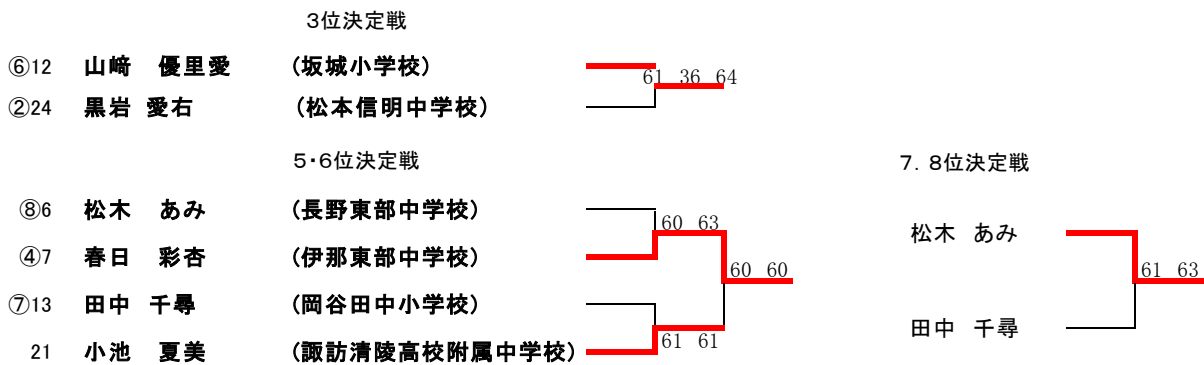 3位決定戦
⑥12 山﨑 優里愛 (坂城小学校)
61 36 64
②24 黒岩 愛右 (松本信明中学校)
5・6位決定戦 7．8位決定戦
⑧6 松木 あみ (長野東部中学校)
60 63
松木 あみ
④7 春日 彩杏 (伊那東部中学校)
60 60 61 63
⑦13 田中 千尋 (岡谷田中小学校)
田中 千尋
61 61
21 小池 夏美 (諏訪清陵高校附属中学校)